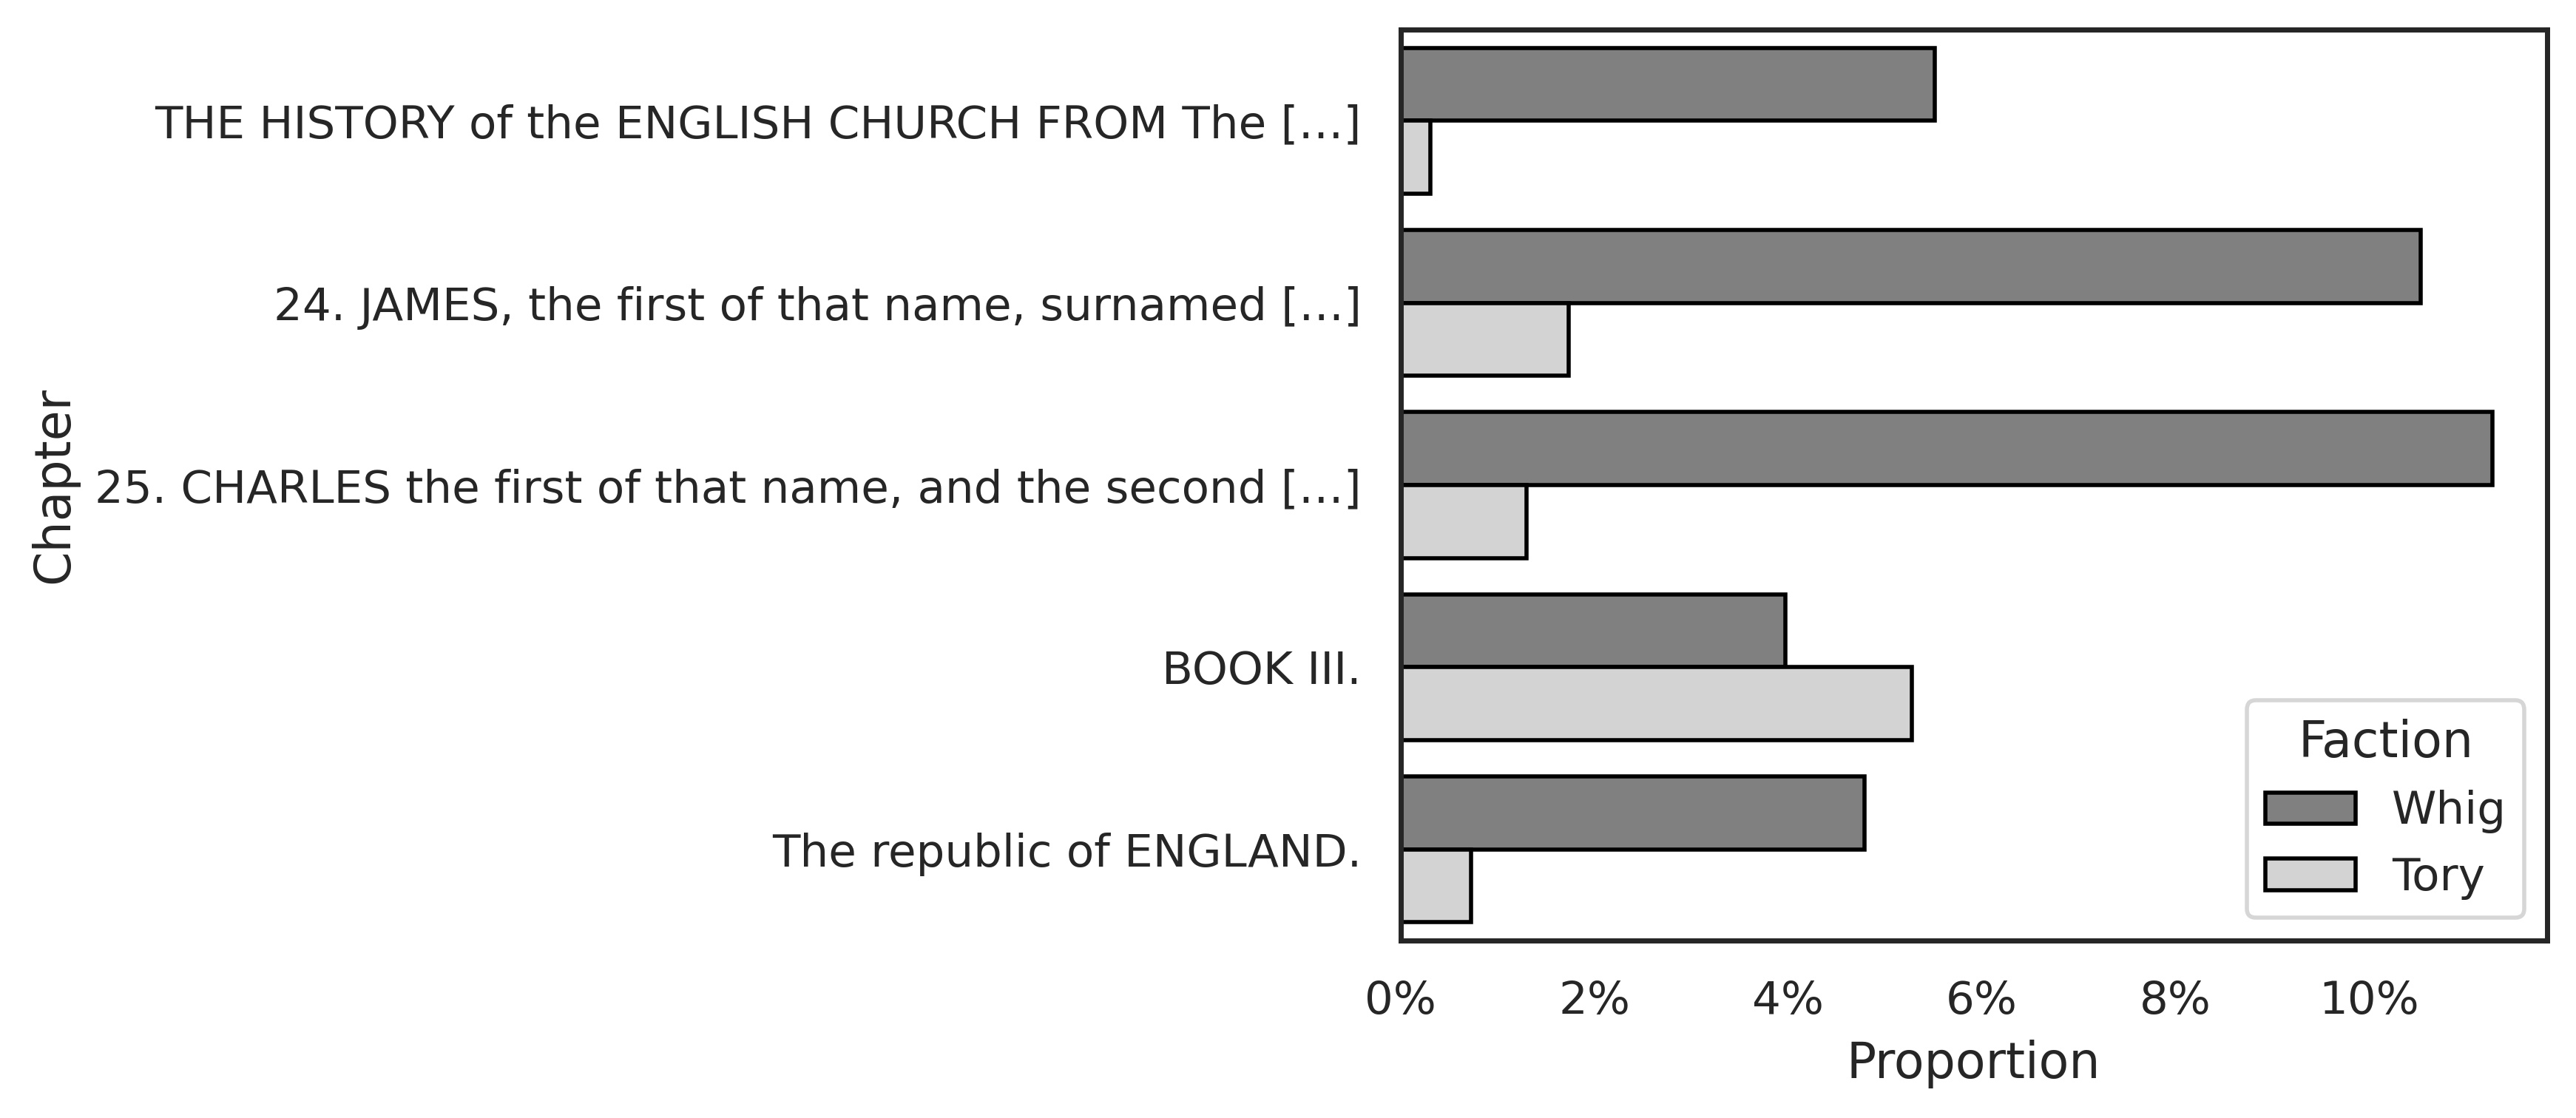 THE HISTORY of the ENGLISH CHURCH FROM The [...]
24. JAMES, the first of that name, surnamed [...]
25. CHARLES the first of that name, and the second [...]
BOOK III.
The republic of ENGLAND.
Chapter
Faction
Whig
Tory
0% 2% 4% 6% 8% 10%
Proportion